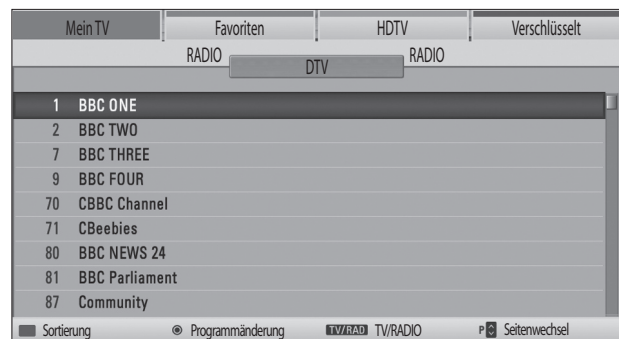 Mein TV Favoriten HDTV Verschlüsselt
RADIO DTV RADIO
1 BBC ONE
2 BBC TWO
7 BBC THREE
9 BBC FOUR
70 CBBC Channel
71 CBeebies
80 BBC NEWS 24
81 BBC Parliament
87 Community
Sortierung Programmänderung TV/RAD TV/RADIO P Seitenwechsel